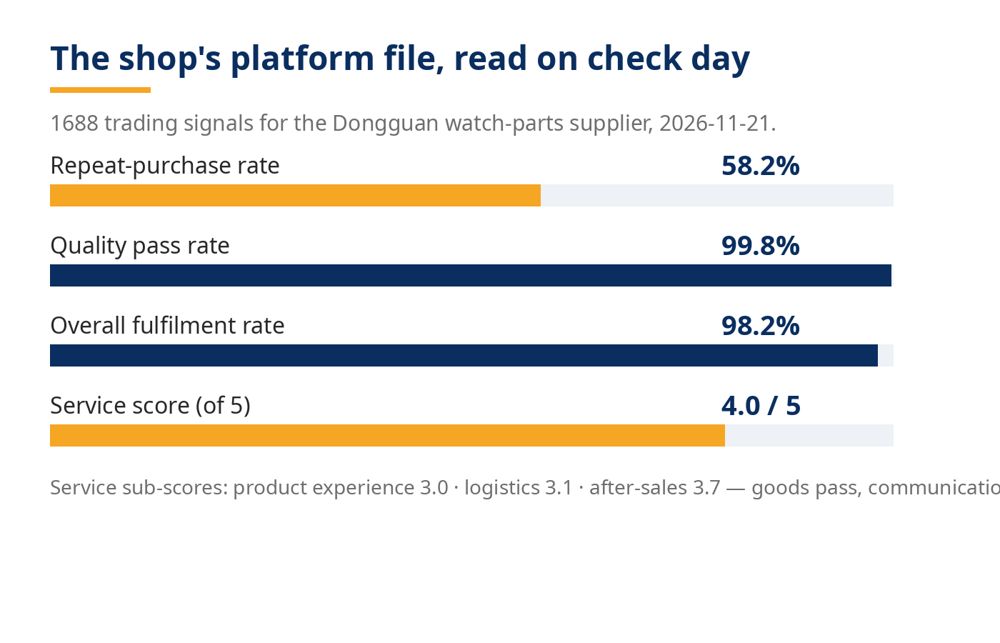 The shop's platform file, read on check day
1688 trading signals for the Dongguan watch-parts supplier, 2026-11-21.
Repeat-purchase rate 58.2%
Quality pass rate 99.8%
Overall fulfilment rate 98.2%
Service score (of 5) 4.0 / 5
Service sub-scores: product experience 3.0 · logistics 3.1 · after-sales 3.7 — goods pass,